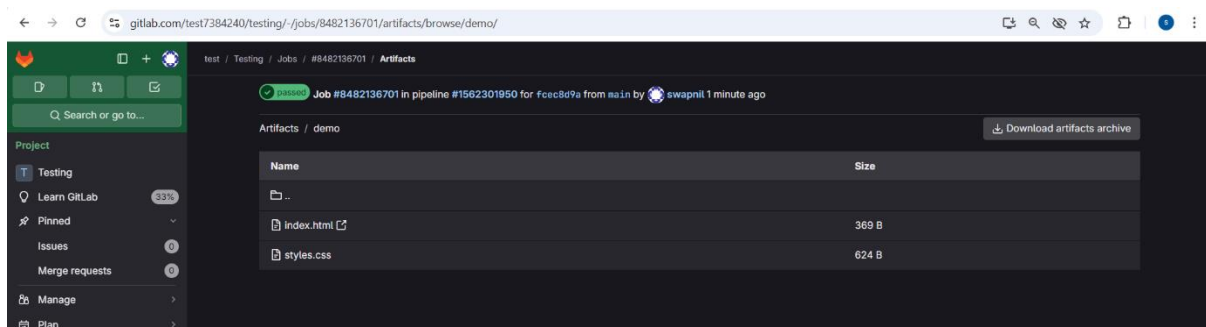 gitlab.com/test7384240/testing/-/jobs/8482136701/artifacts/browse/demo/
S
test / Testing / Jobs / #8482136701 / Artifacts
passed Job #8482136701 in pipeline #1562301950 for fcec8d9a from main by swapnil 1 minute ago
Search or go to...
Artifacts / demo
Download artifacts archive
Project
T Testing
Learn GitLab 33%
Pinned
Issues 0
Merge requests 0
Manage
Plan
Name Size
..
index.html 369 B
styles.css 624 B